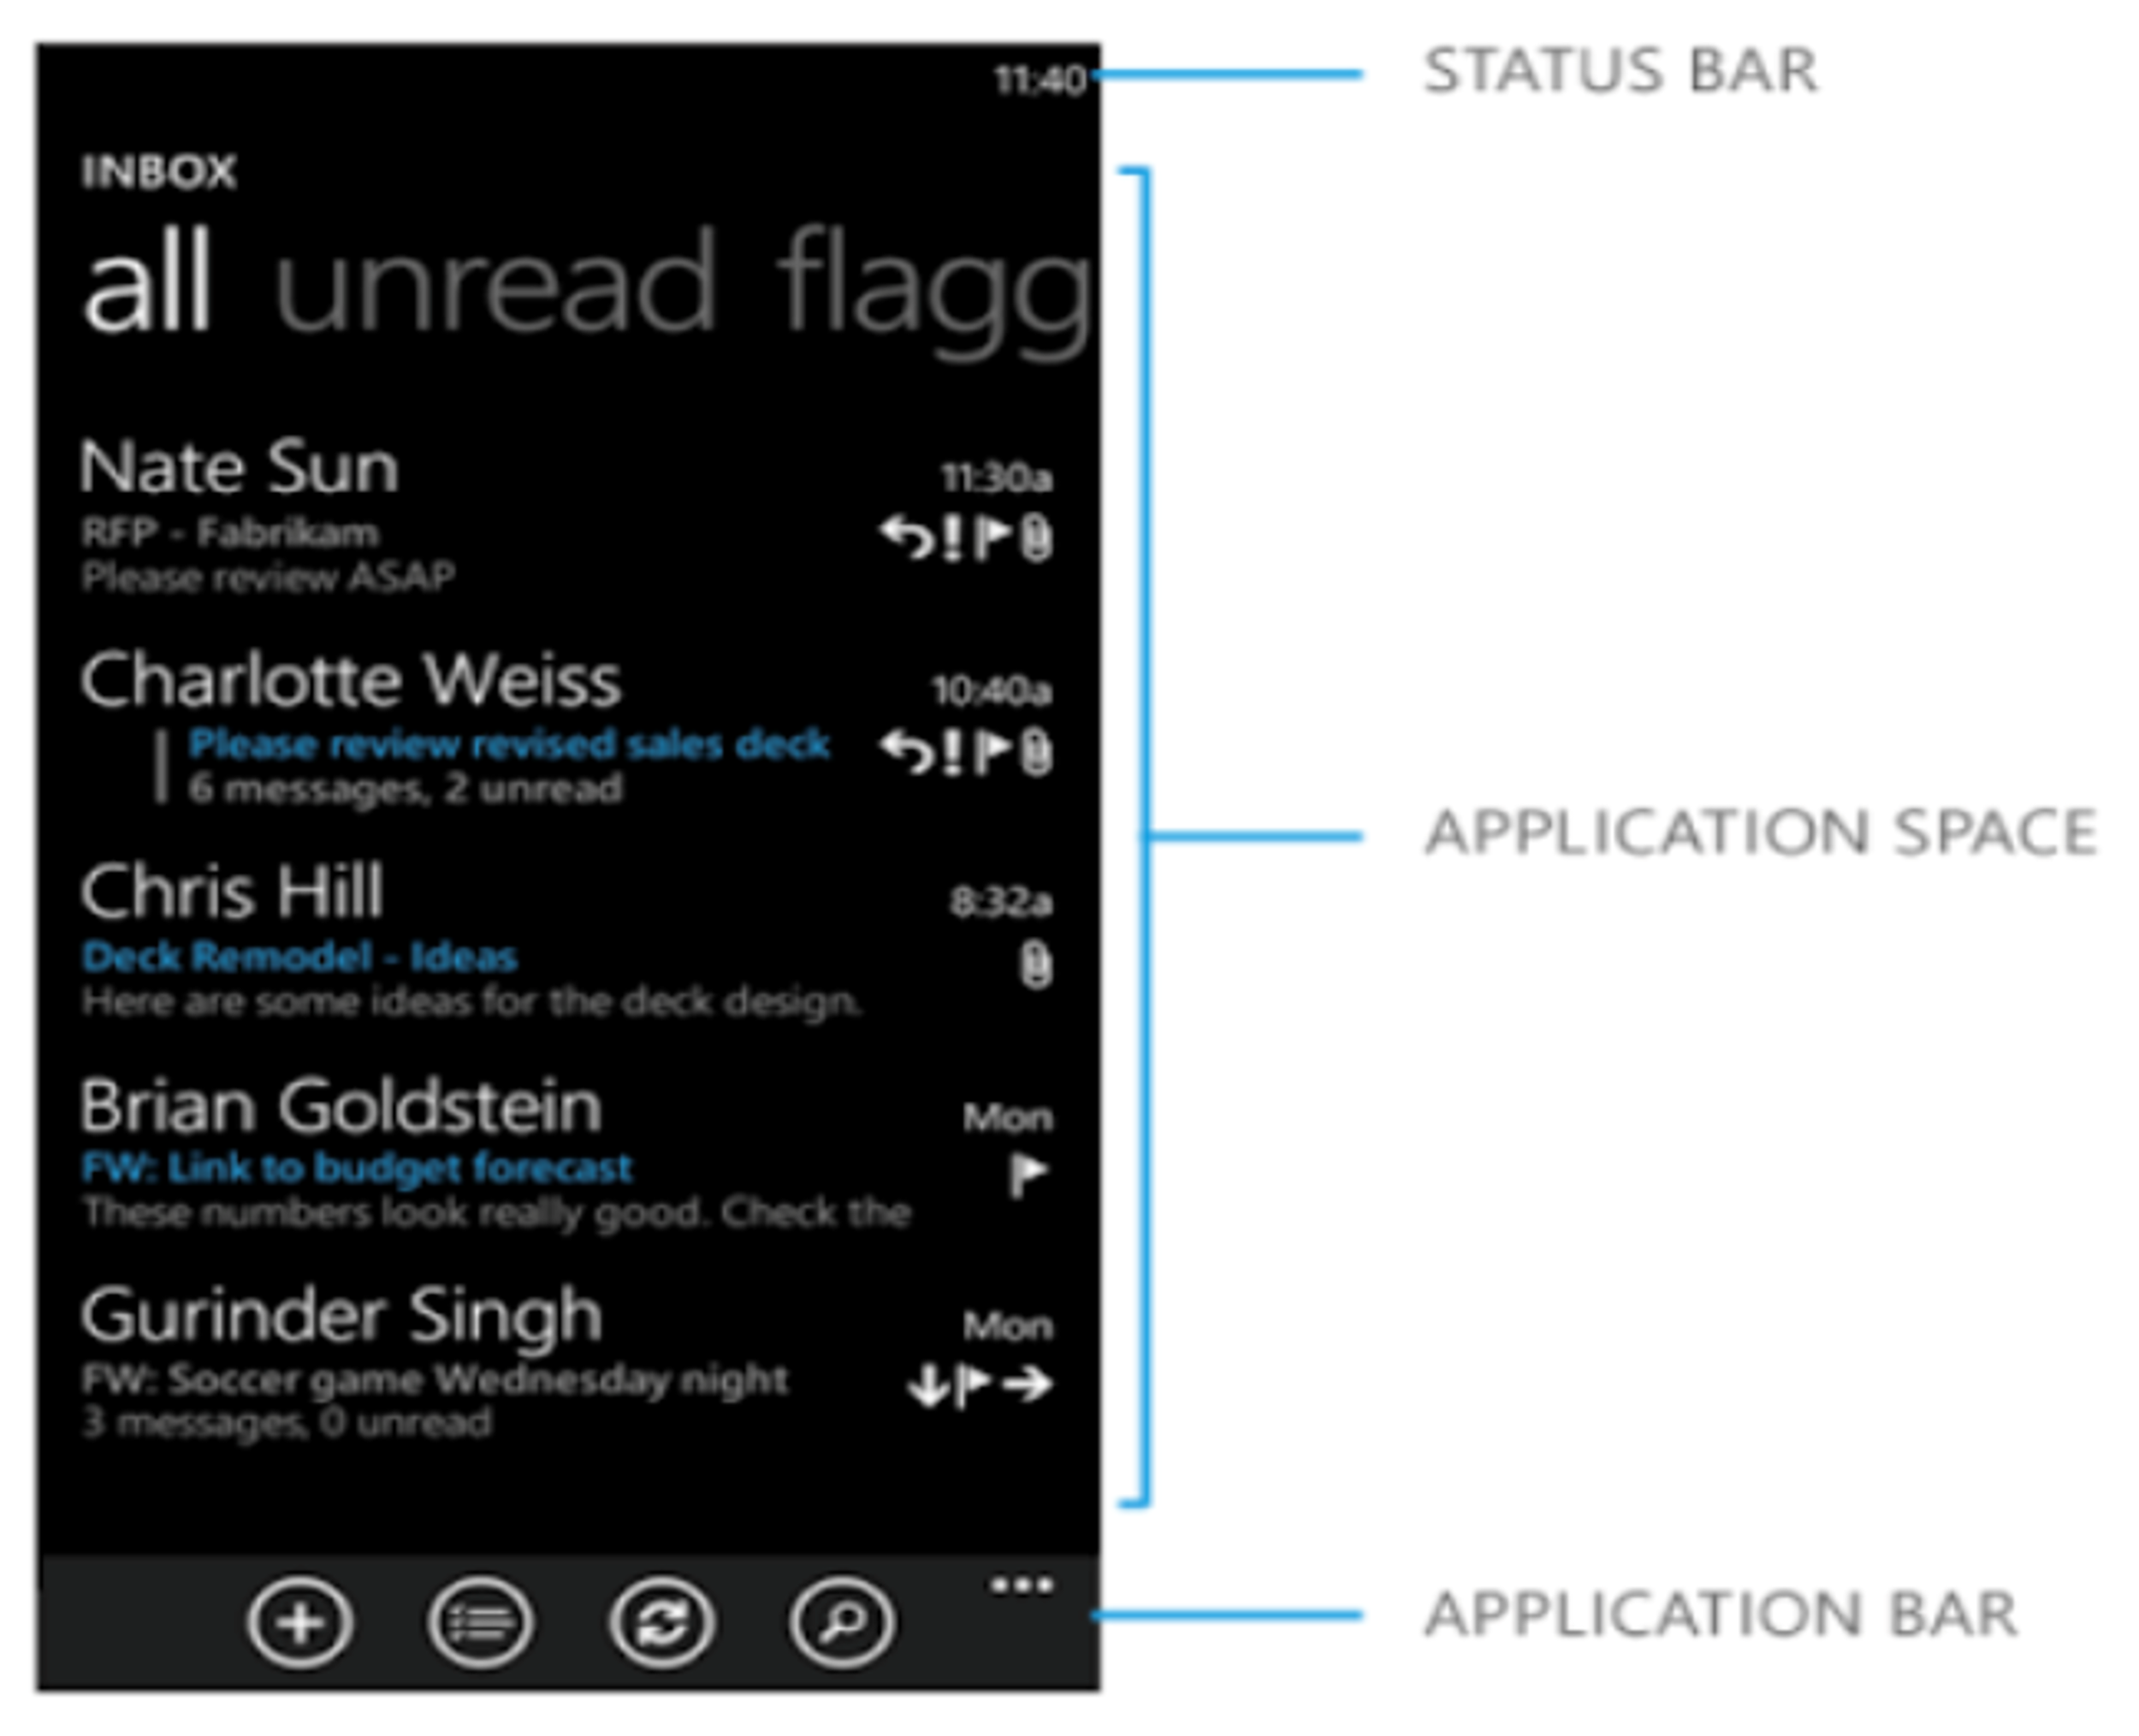 11:40
STATUS BAR
INBOX
all unread flagg
Nate Sun
11:30a
RFP - Fabrikam
Please review ASAP
Charlotte Weiss
10:40a
Please review revised sales deck
6 messages, 2 unread
APPLICATION SPACE
Chris Hill
8:32a
Deck Remodel - Ideas
Here are some ideas for the deck design.
Brian Goldstein
Mon
FW: Link to budget forecast
These numbers look really good. Check the
Gurinder Singh
Mon
FW: Soccer game Wednesday night
3 messages, 0 unread
APPLICATION BAR